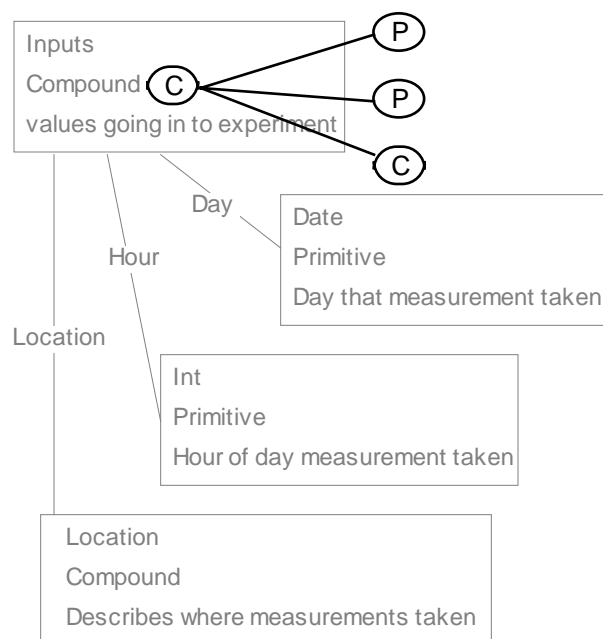 P
Inputs
Compound C
P
values going in to experiment
C
Day
Date
Primitive
Day that measurement taken
Hour
Location
Int
Primitive
Hour of day measurement taken
Location
Compound
Describes where measurements taken